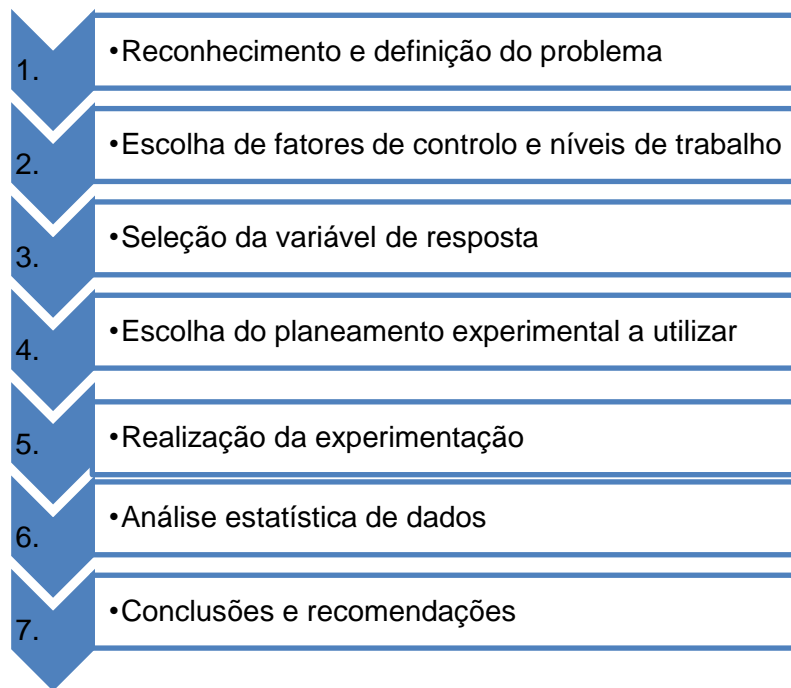 1. •Reconhecimento e definição do problema
2. •Escolha de fatores de controlo e níveis de trabalho
3. •Seleção da variável de resposta
4. •Escolha do planeamento experimental a utilizar
5. •Realização da experimentação
6. •Análise estatística de dados
7. •Conclusões e recomendações